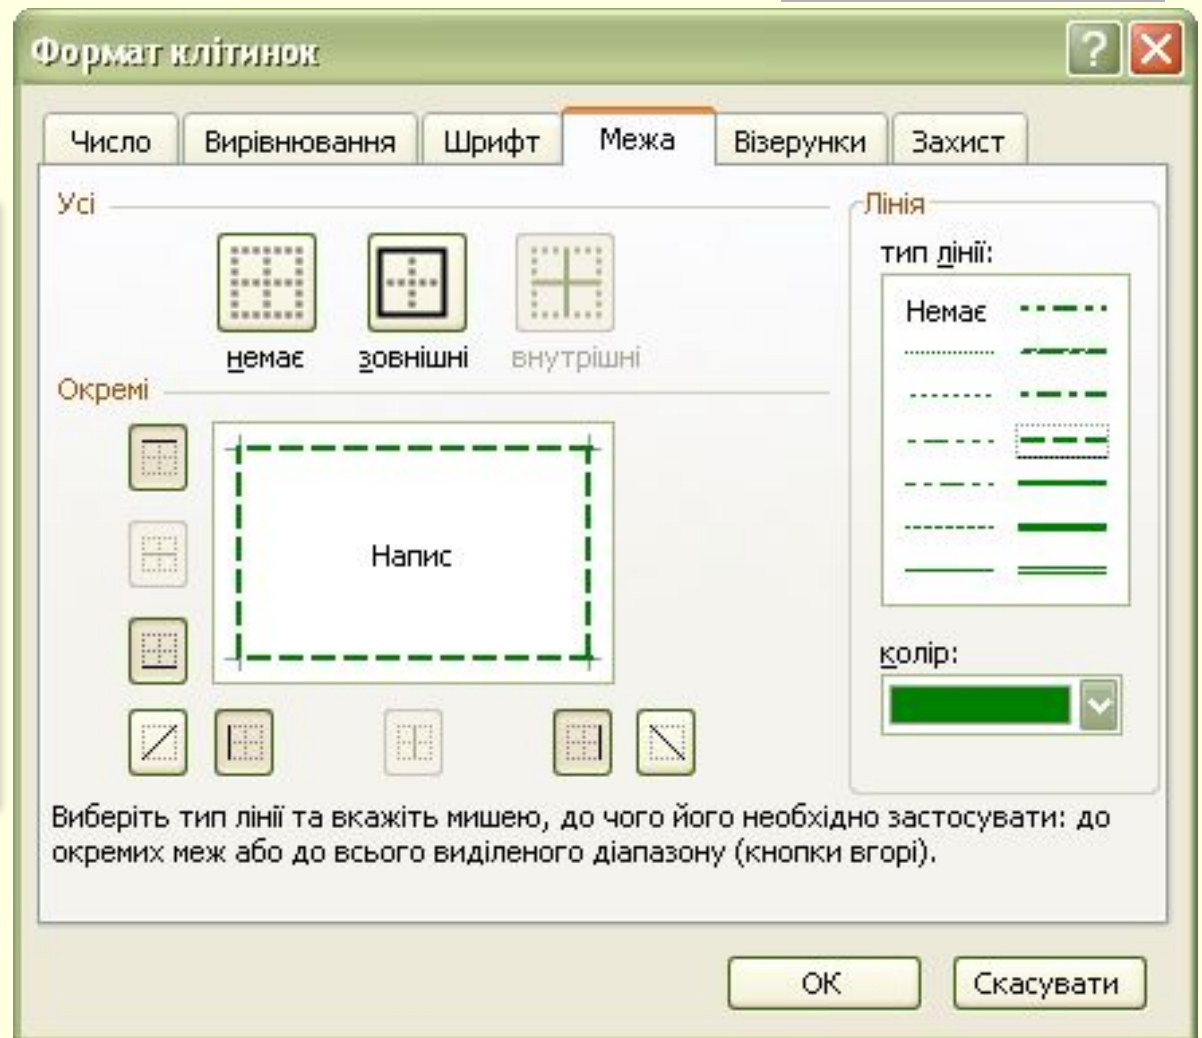 Формат клітинок
Число Вирівнювання Шрифт Межа Візерунки Захист
Усі
немає зовнішні внутрішні
Окремі
Напис
Лінія
тип лінії:
Немає
колір:
Виберіть тип лінії та вкажіть мишею, до чого його необхідно застосувати: до
окремих меж або до всього виділеного діапазону (кнопки вгорі).
ОК Скасувати